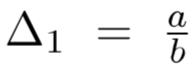 Δ₁ = a/b